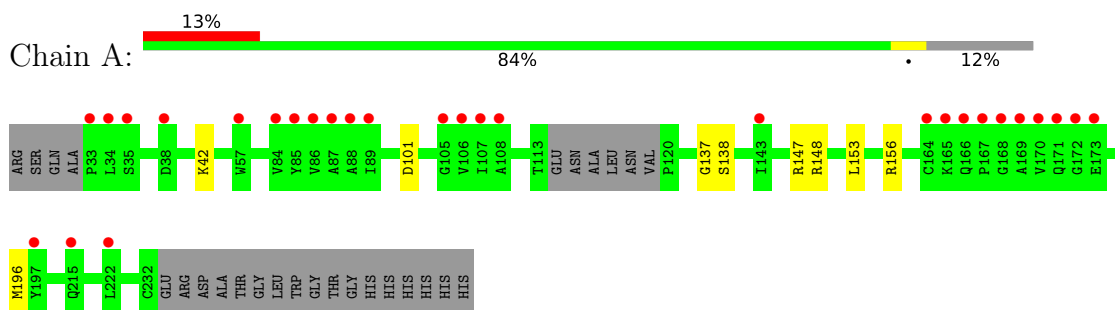 13%
Chain A:
84%
•
12%
ARG SER GLN ALA P33 L34 S35 D38 K42 W57 V84 Y85 V86 A87 A88 I89 D101 G105 V106 I107 A108 T113 GLU ASN ALA LEU ASN VAL P120 G137 S138 I143 R147 R148 L153 R156 C164 K165 Q166 P167 G168 A169 V170 Q171 G172 E173
M196 Y197 Q215 L222 C232 GLU ARG ASP ALA THR GLY LEU TRP GLY THR GLY HIS HIS HIS HIS HIS HIS